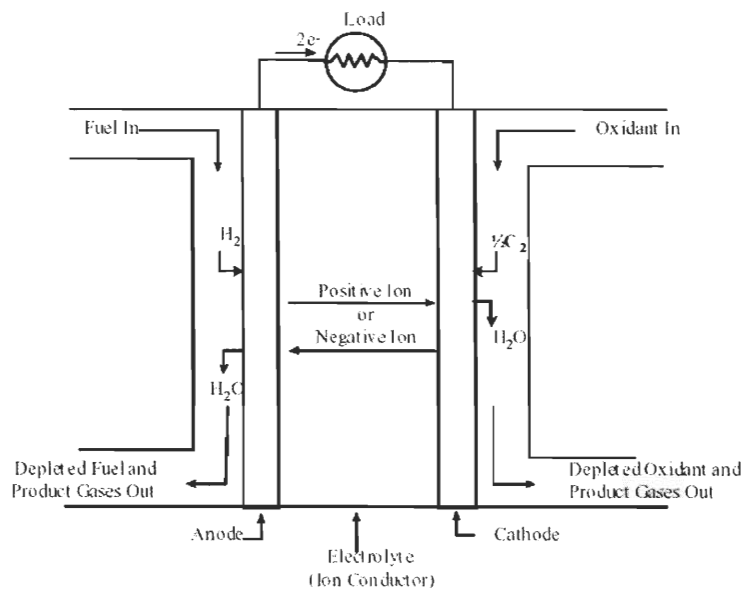 Load
2e-
Fuel In
Oxidant In
H2
½O2
Positive Ion
or
Negative Ion
H2O
H2O
Depleted Fuel and
Product Gases Out
Depleted Oxidant and
Product Gases Out
Anode
Cathode
Electrolyte
(Ion Conductor)